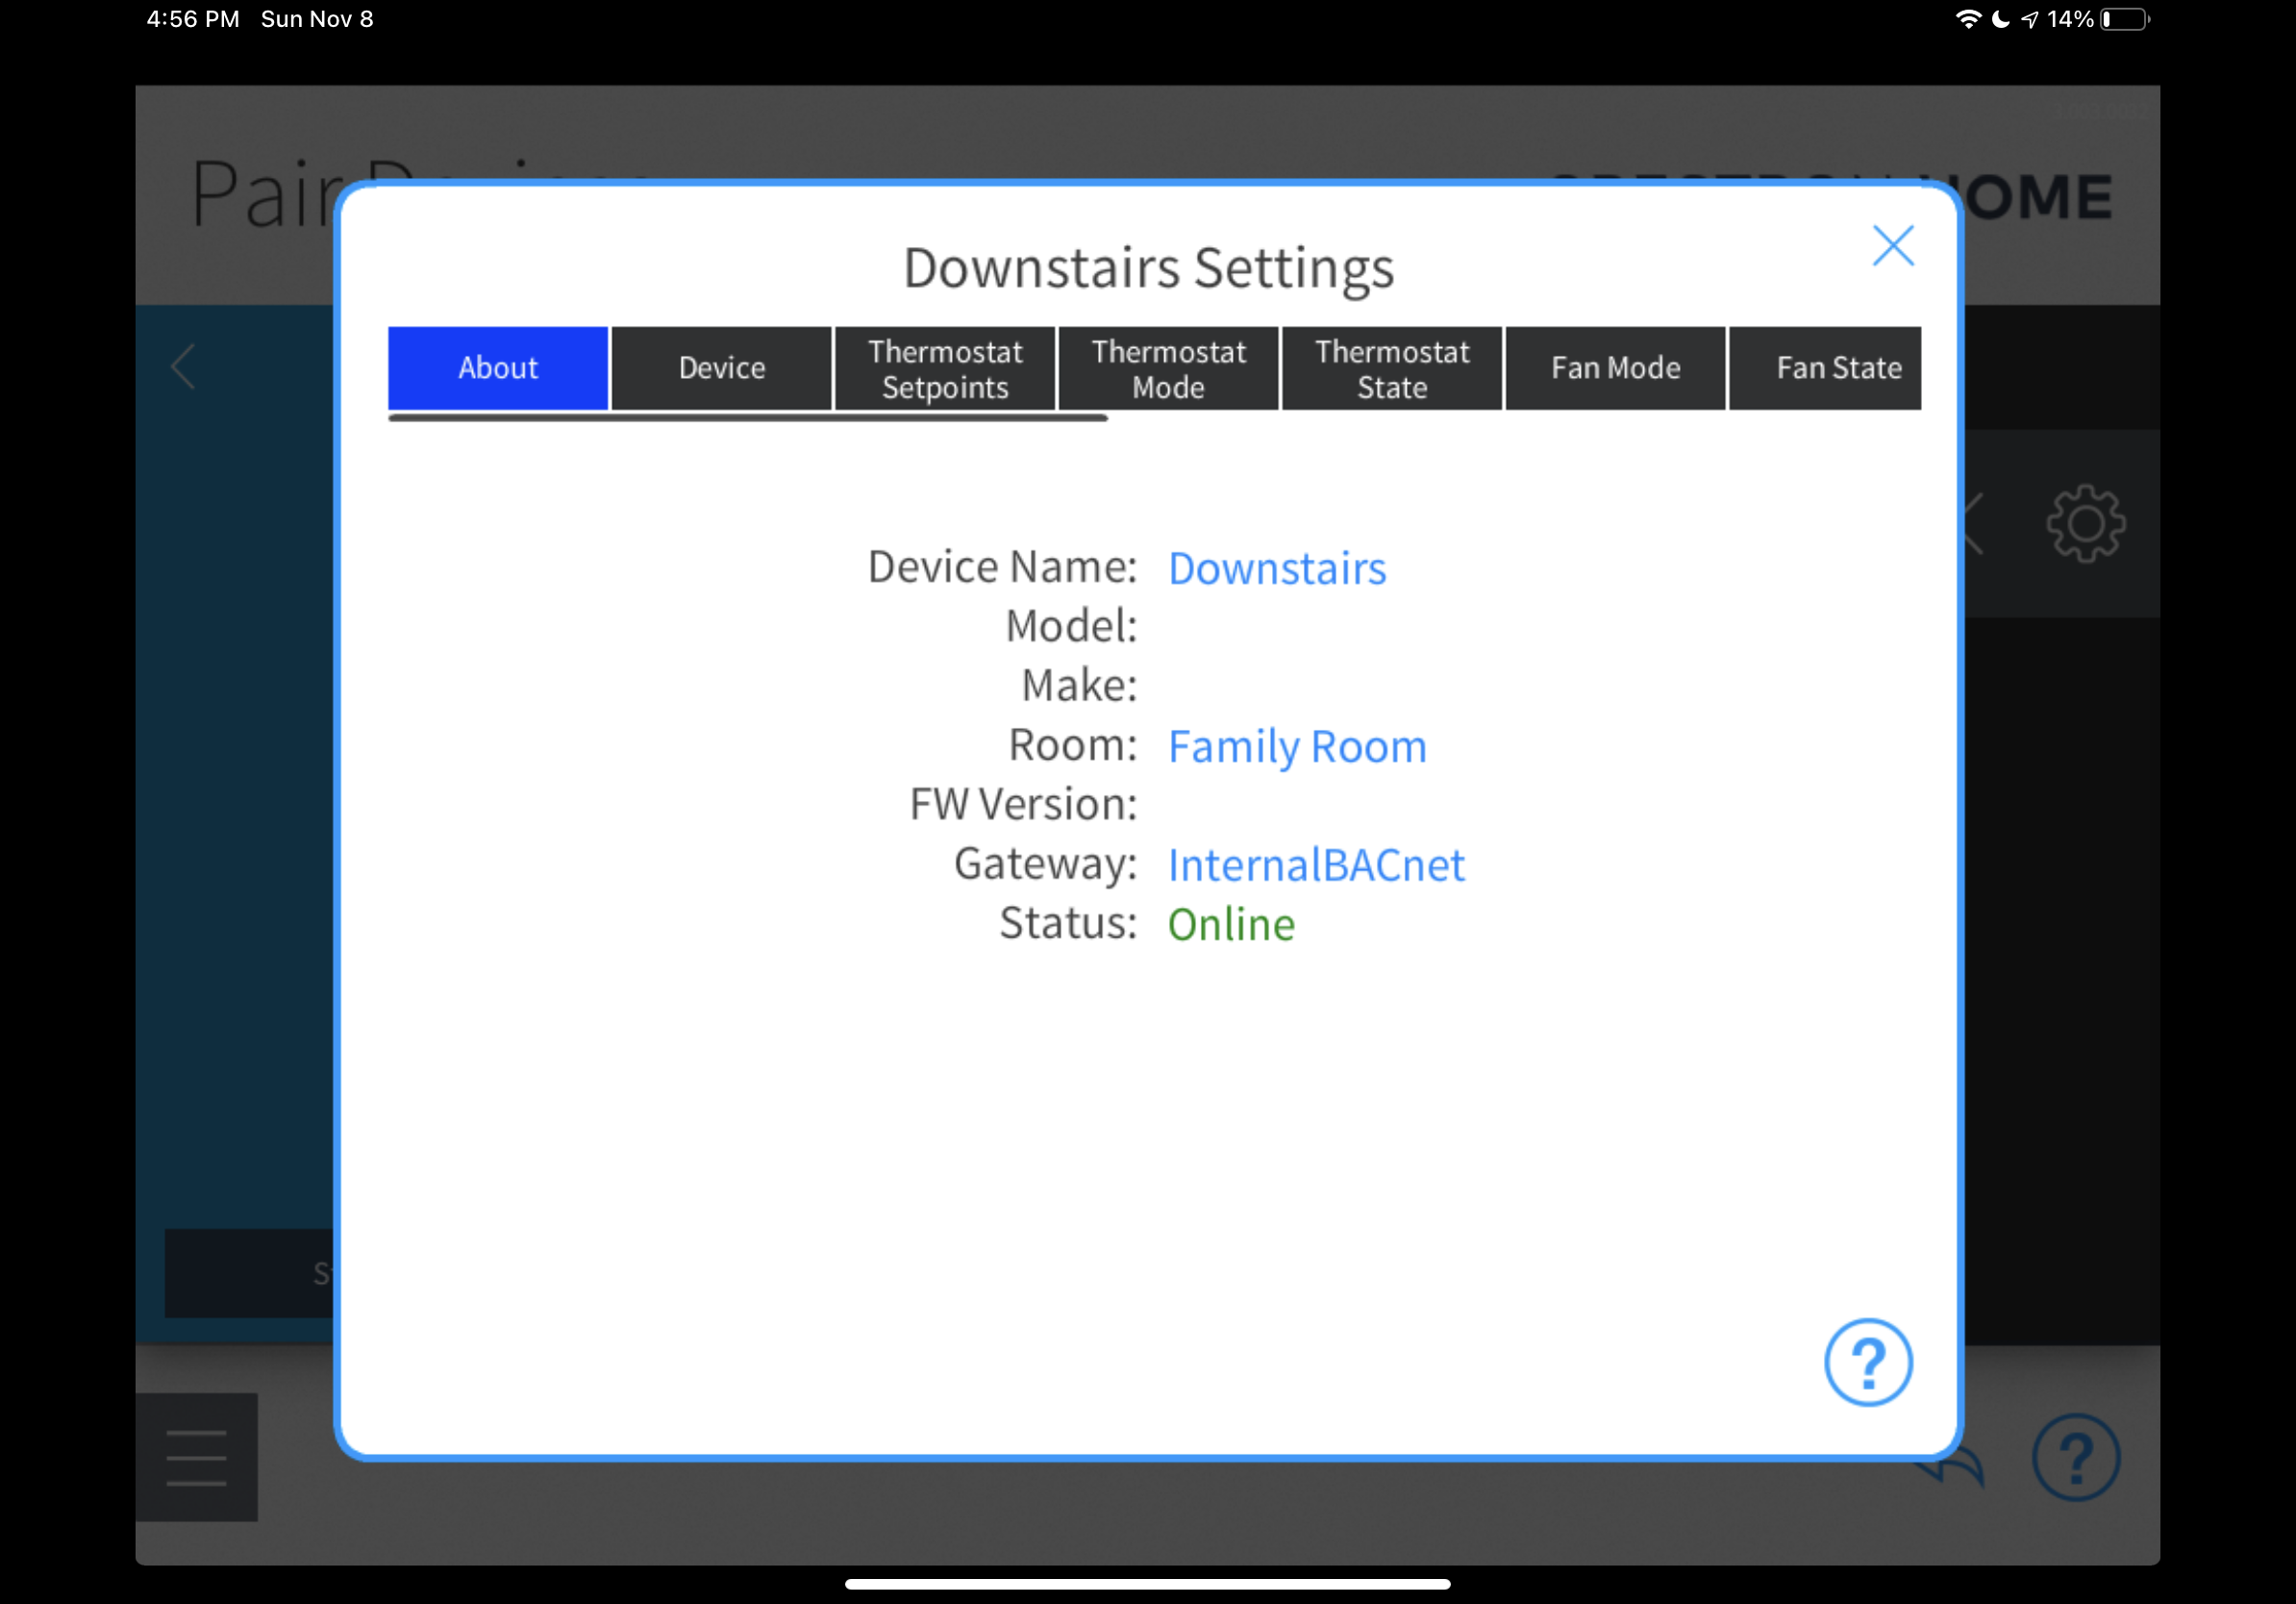 4:56 PM Sun Nov 8
14%
Pair
HOME
Downstairs Settings
About
Device
Thermostat
Setpoints
Thermostat
Mode
Thermostat
State
Fan Mode
Fan State
Device Name: Downstairs
Model:
Make:
Room: Family Room
FW Version:
Gateway: InternalBACnet
Status: Online
?
?